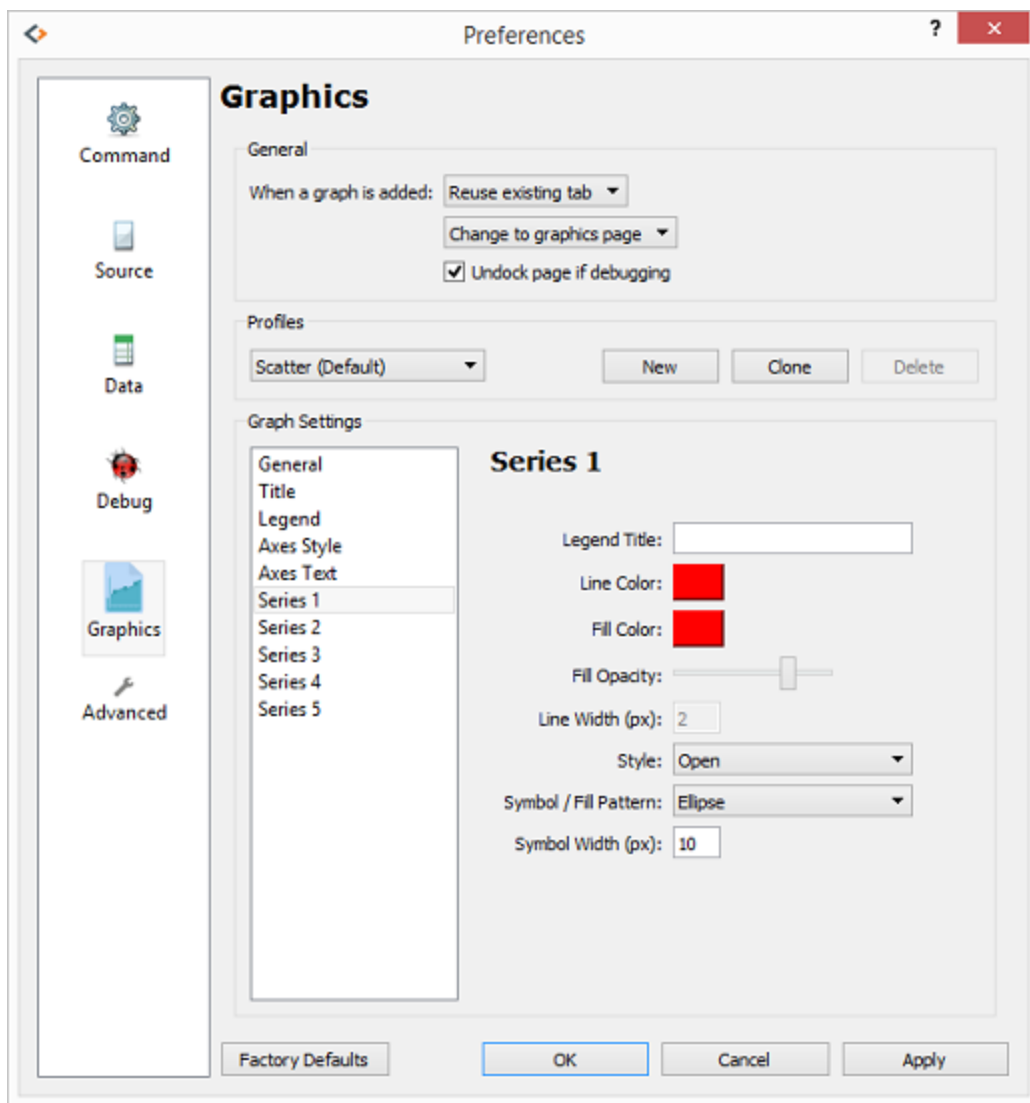 Preferences
?
Graphics
Command
Source
Data
Debug
Graphics
Advanced
General
When a graph is added: Reuse existing tab
Change to graphics page
Undock page if debugging
Profiles
Scatter (Default) New Clone Delete
Graph Settings
General
Title
Legend
Axes Style
Axes Text
Series 1
Series 2
Series 3
Series 4
Series 5
Series 1
Legend Title:
Line Color:
Fill Color:
Fill Opacity:
Line Width (px): 2
Style: Open
Symbol / Fill Pattern: Ellipse
Symbol Width (px): 10
Factory Defaults OK Cancel Apply